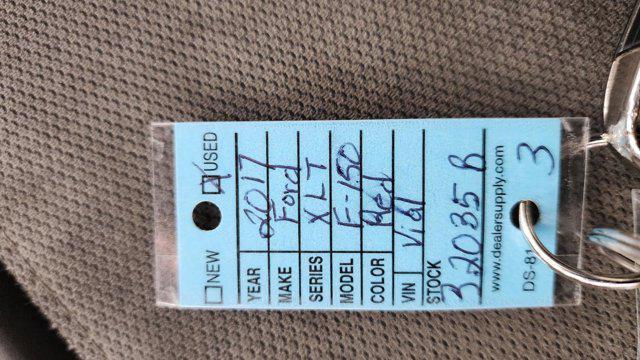 ☐ NEW ☑ USED
YEAR 2017
MAKE Ford
SERIES XLT
MODEL F-150
COLOR Red
VIN
STOCK
32035 B
www.dealersupply.com
DS-81 3